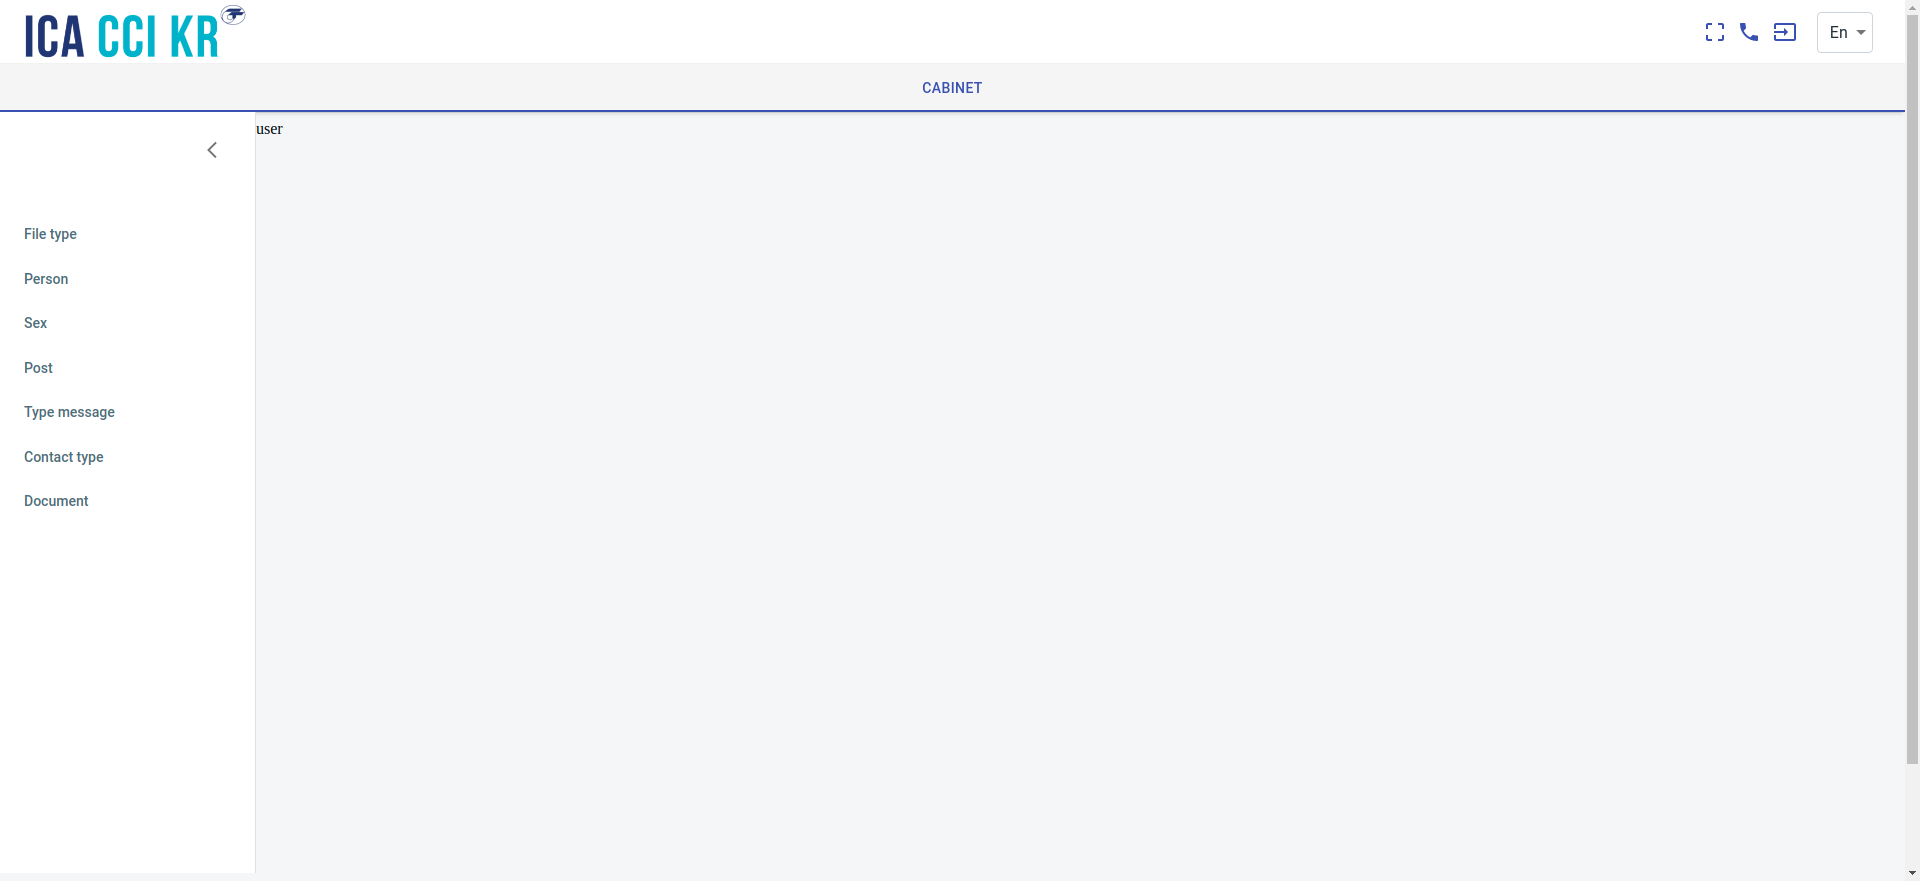 ICA CCI KR
En
CABINET
user
File type
Person
Sex
Post
Type message
Contact type
Document